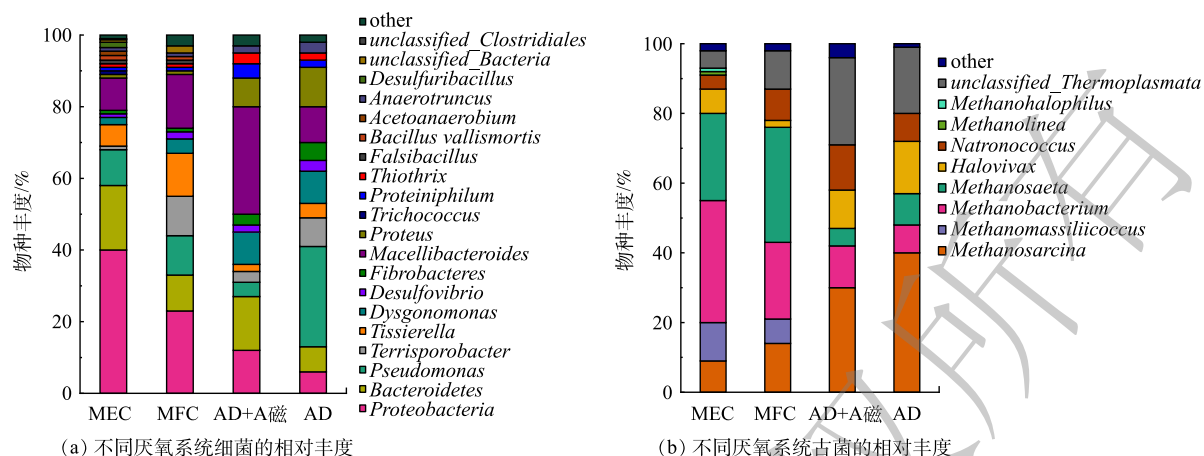 100
80
60
40
20
0
物种丰度/%
MEC
MFC
AD+A磁
AD
other
unclassified_Clostridiales
unclassified_Bacteria
Desulfuribacillus
Anaerotruncus
Acetoanaerobium
Bacillus vallismortis
Falsibacillus
Thiothrix
Proteiniphilum
Trichococcus
Proteus
Macellibacteroides
Fibrobacteres
Desulfovibrio
Dysgonomonas
Tissierella
Terrisporobacter
Pseudomonas
Bacteroidetes
Proteobacteria
(a) 不同厌氧系统细菌的相对丰度
100
80
60
40
20
0
物种丰度/%
MEC
MFC
AD+A磁
AD
other
unclassified_Thermoplasmata
Methanohalophilus
Methanolinea
Natronococcus
Halovivax
Methanosaeta
Methanobacterium
Methanomassiliicoccus
Methanosarcina
(b) 不同厌氧系统古菌的相对丰度
所有